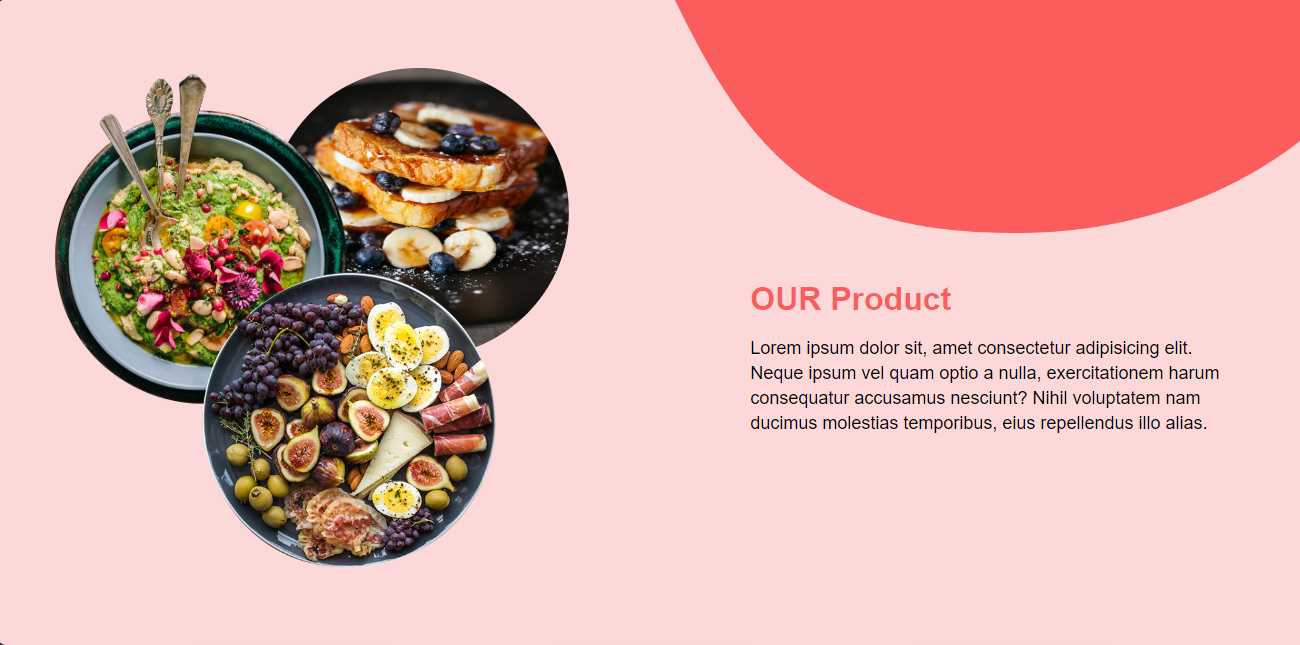 OUR Product
Lorem ipsum dolor sit, amet consectetur adipisicing elit.
Neque ipsum vel quam optio a nulla, exercitationem harum
consequatur accusamus nesciunt? Nihil voluptatem nam
ducimus molestias temporibus, eius repellendus illo alias.